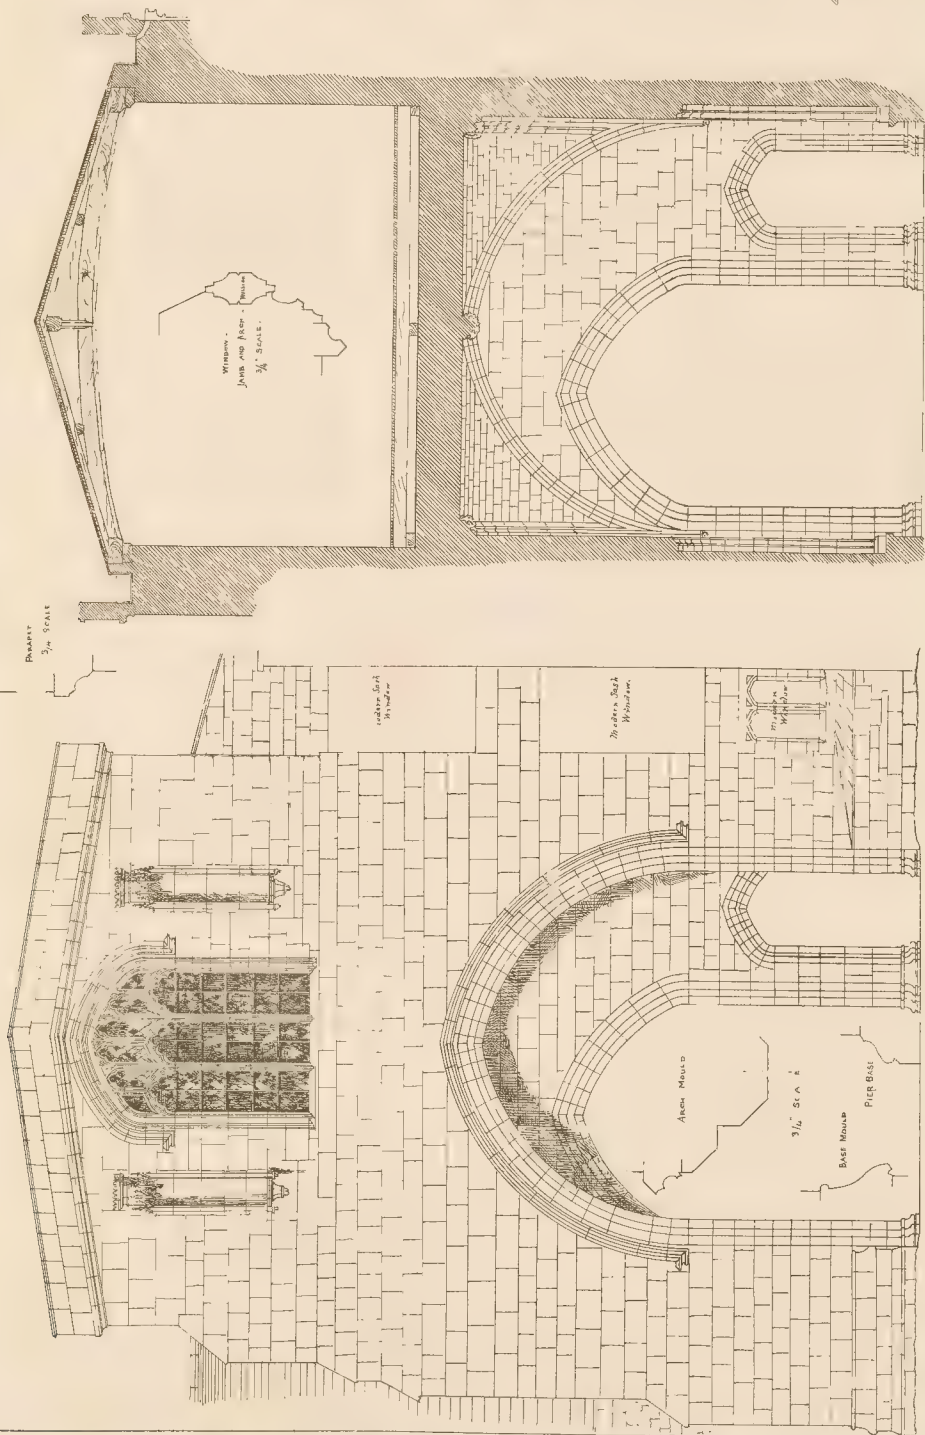 PARAPET
3/4 SCALE
WINDOW.
JAMB AND ARCH.
3/4" SCALE.
MULLION
Modern Sash
Window.
Modern Sash
Window.
Modern
Window
ARCH MOULD
3/4" SCALE
BASE MOULD
PIER BASE